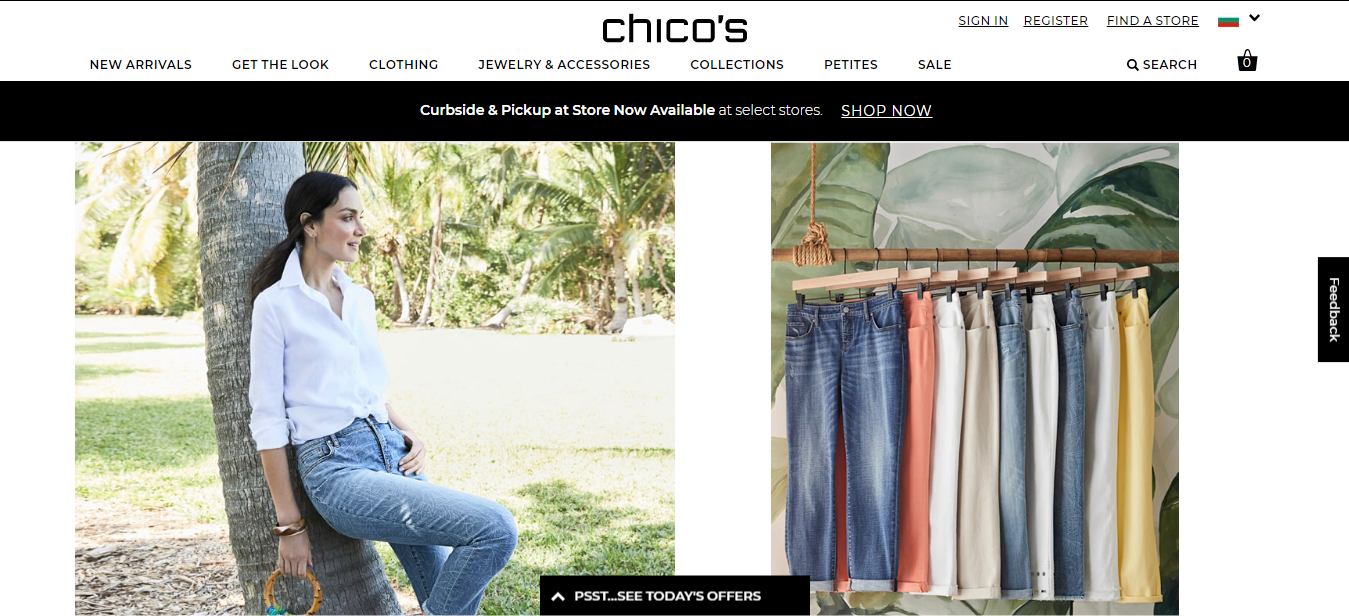 chico's
SIGN IN REGISTER FIND A STORE
NEW ARRIVALS GET THE LOOK CLOTHING JEWELRY & ACCESSORIES COLLECTIONS PETITES SALE SEARCH 0
Curbside & Pickup at Store Now Available at select stores. SHOP NOW
Feedback
PSST...SEE TODAY'S OFFERS